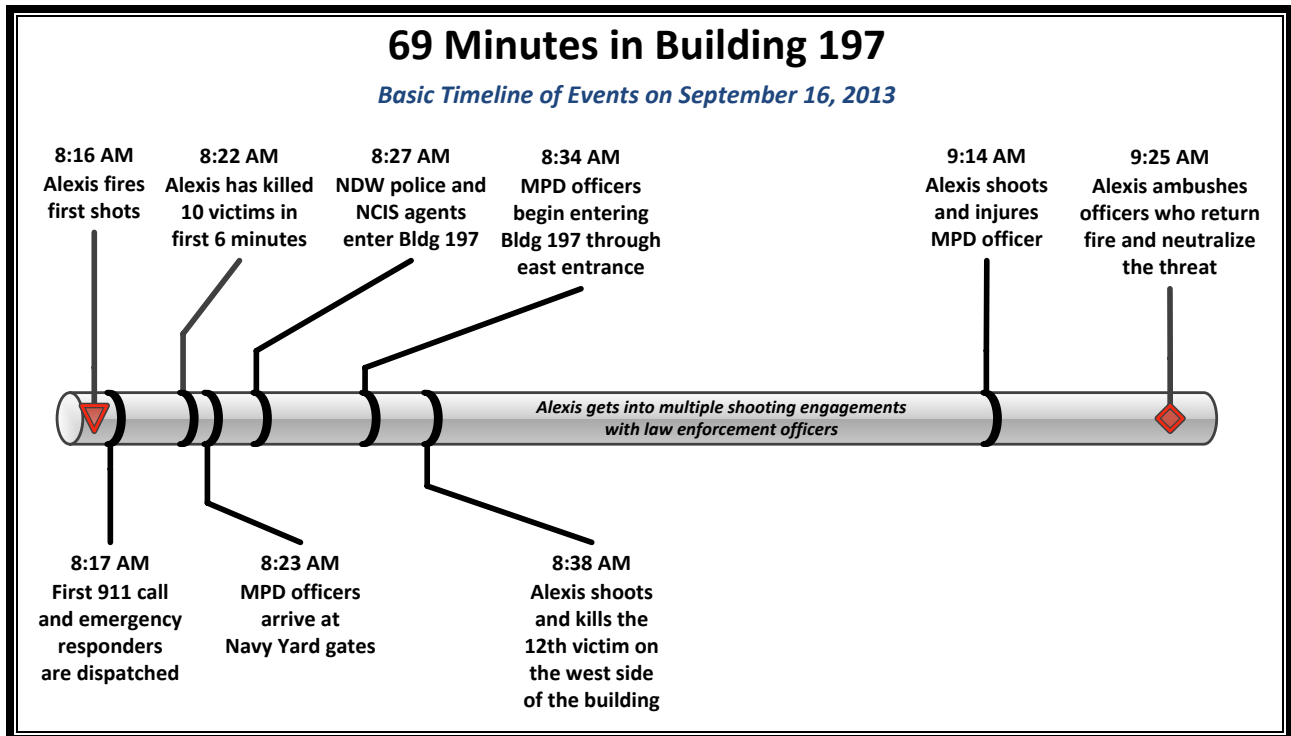 69 Minutes in Building 197
Basic Timeline of Events on September 16, 2013
8:16 AM
Alexis fires
first shots
8:22 AM
Alexis has killed
10 victims in
first 6 minutes
8:27 AM
NDW police and
NCIS agents
enter Bldg 197
8:34 AM
MPD officers
begin entering
Bldg 197 through
east entrance
9:14 AM
Alexis shoots
and injures
MPD officer
9:25 AM
Alexis ambushes
officers who return
fire and neutralize
the threat
Alexis gets into multiple shooting engagements
with law enforcement officers
8:17 AM
First 911 call
and emergency
responders
are dispatched
8:23 AM
MPD officers
arrive at
Navy Yard gates
8:38 AM
Alexis shoots
and kills the
12th victim on
the west side
of the building